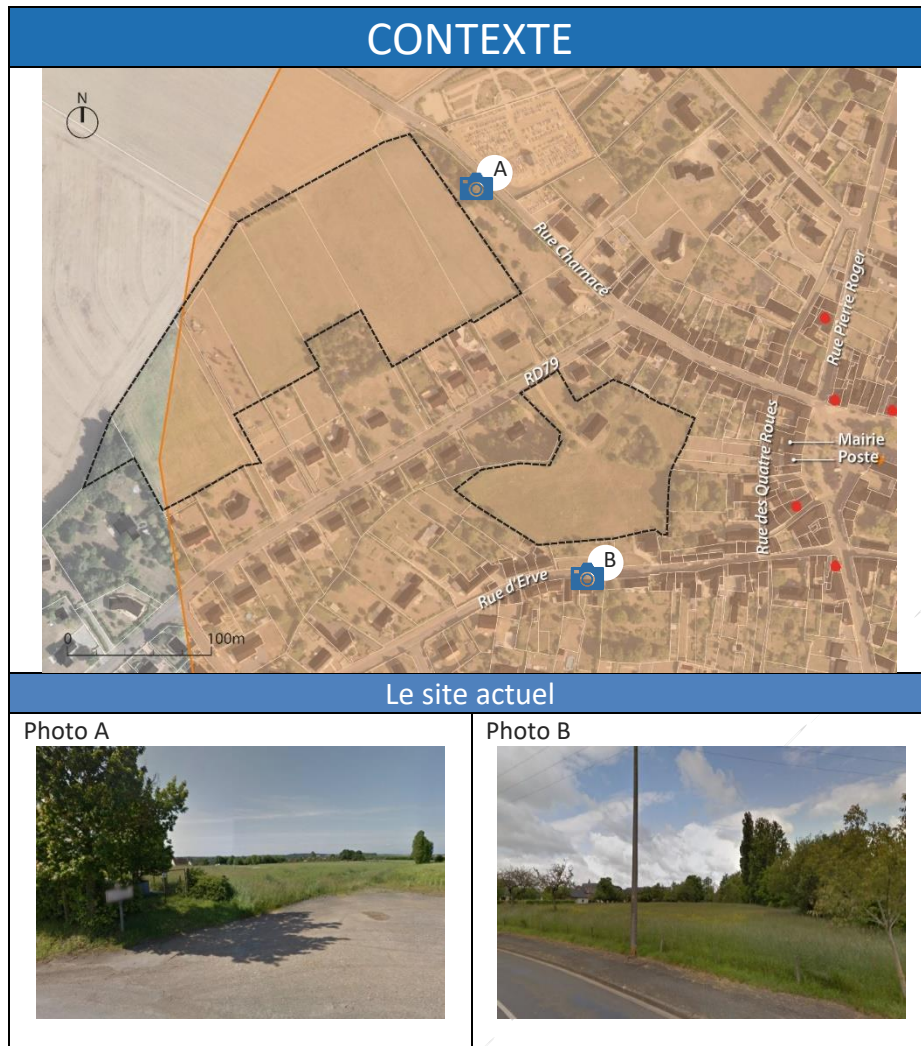 CONTEXTE
N
A
Rue Charnacé
Rue Pierre Roger
RD79
Mairie
Poste
Rue des Quatre Roues
B
Rue d'Erve
0
100m
Le site actuel
Photo A
Photo B